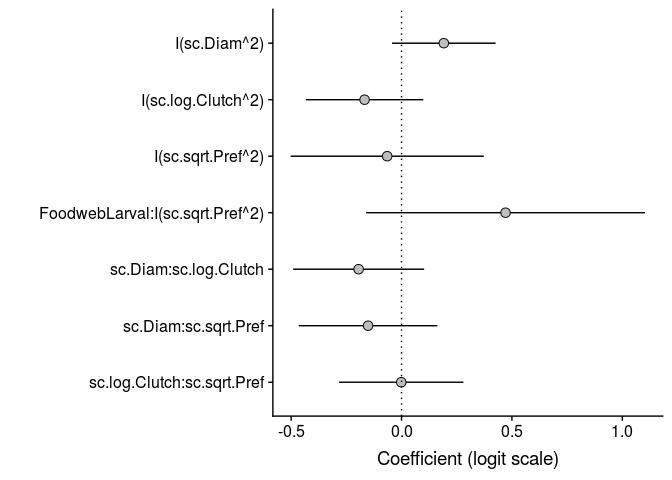 I(sc.Diam^2)
I(sc.log.Clutch^2)
I(sc.sqrt.Pref^2)
FoodwebLarval:I(sc.sqrt.Pref^2)
sc.Diam:sc.log.Clutch
sc.Diam:sc.sqrt.Pref
sc.log.Clutch:sc.sqrt.Pref
-0.5 0.0 0.5 1.0
Coefficient (logit scale)